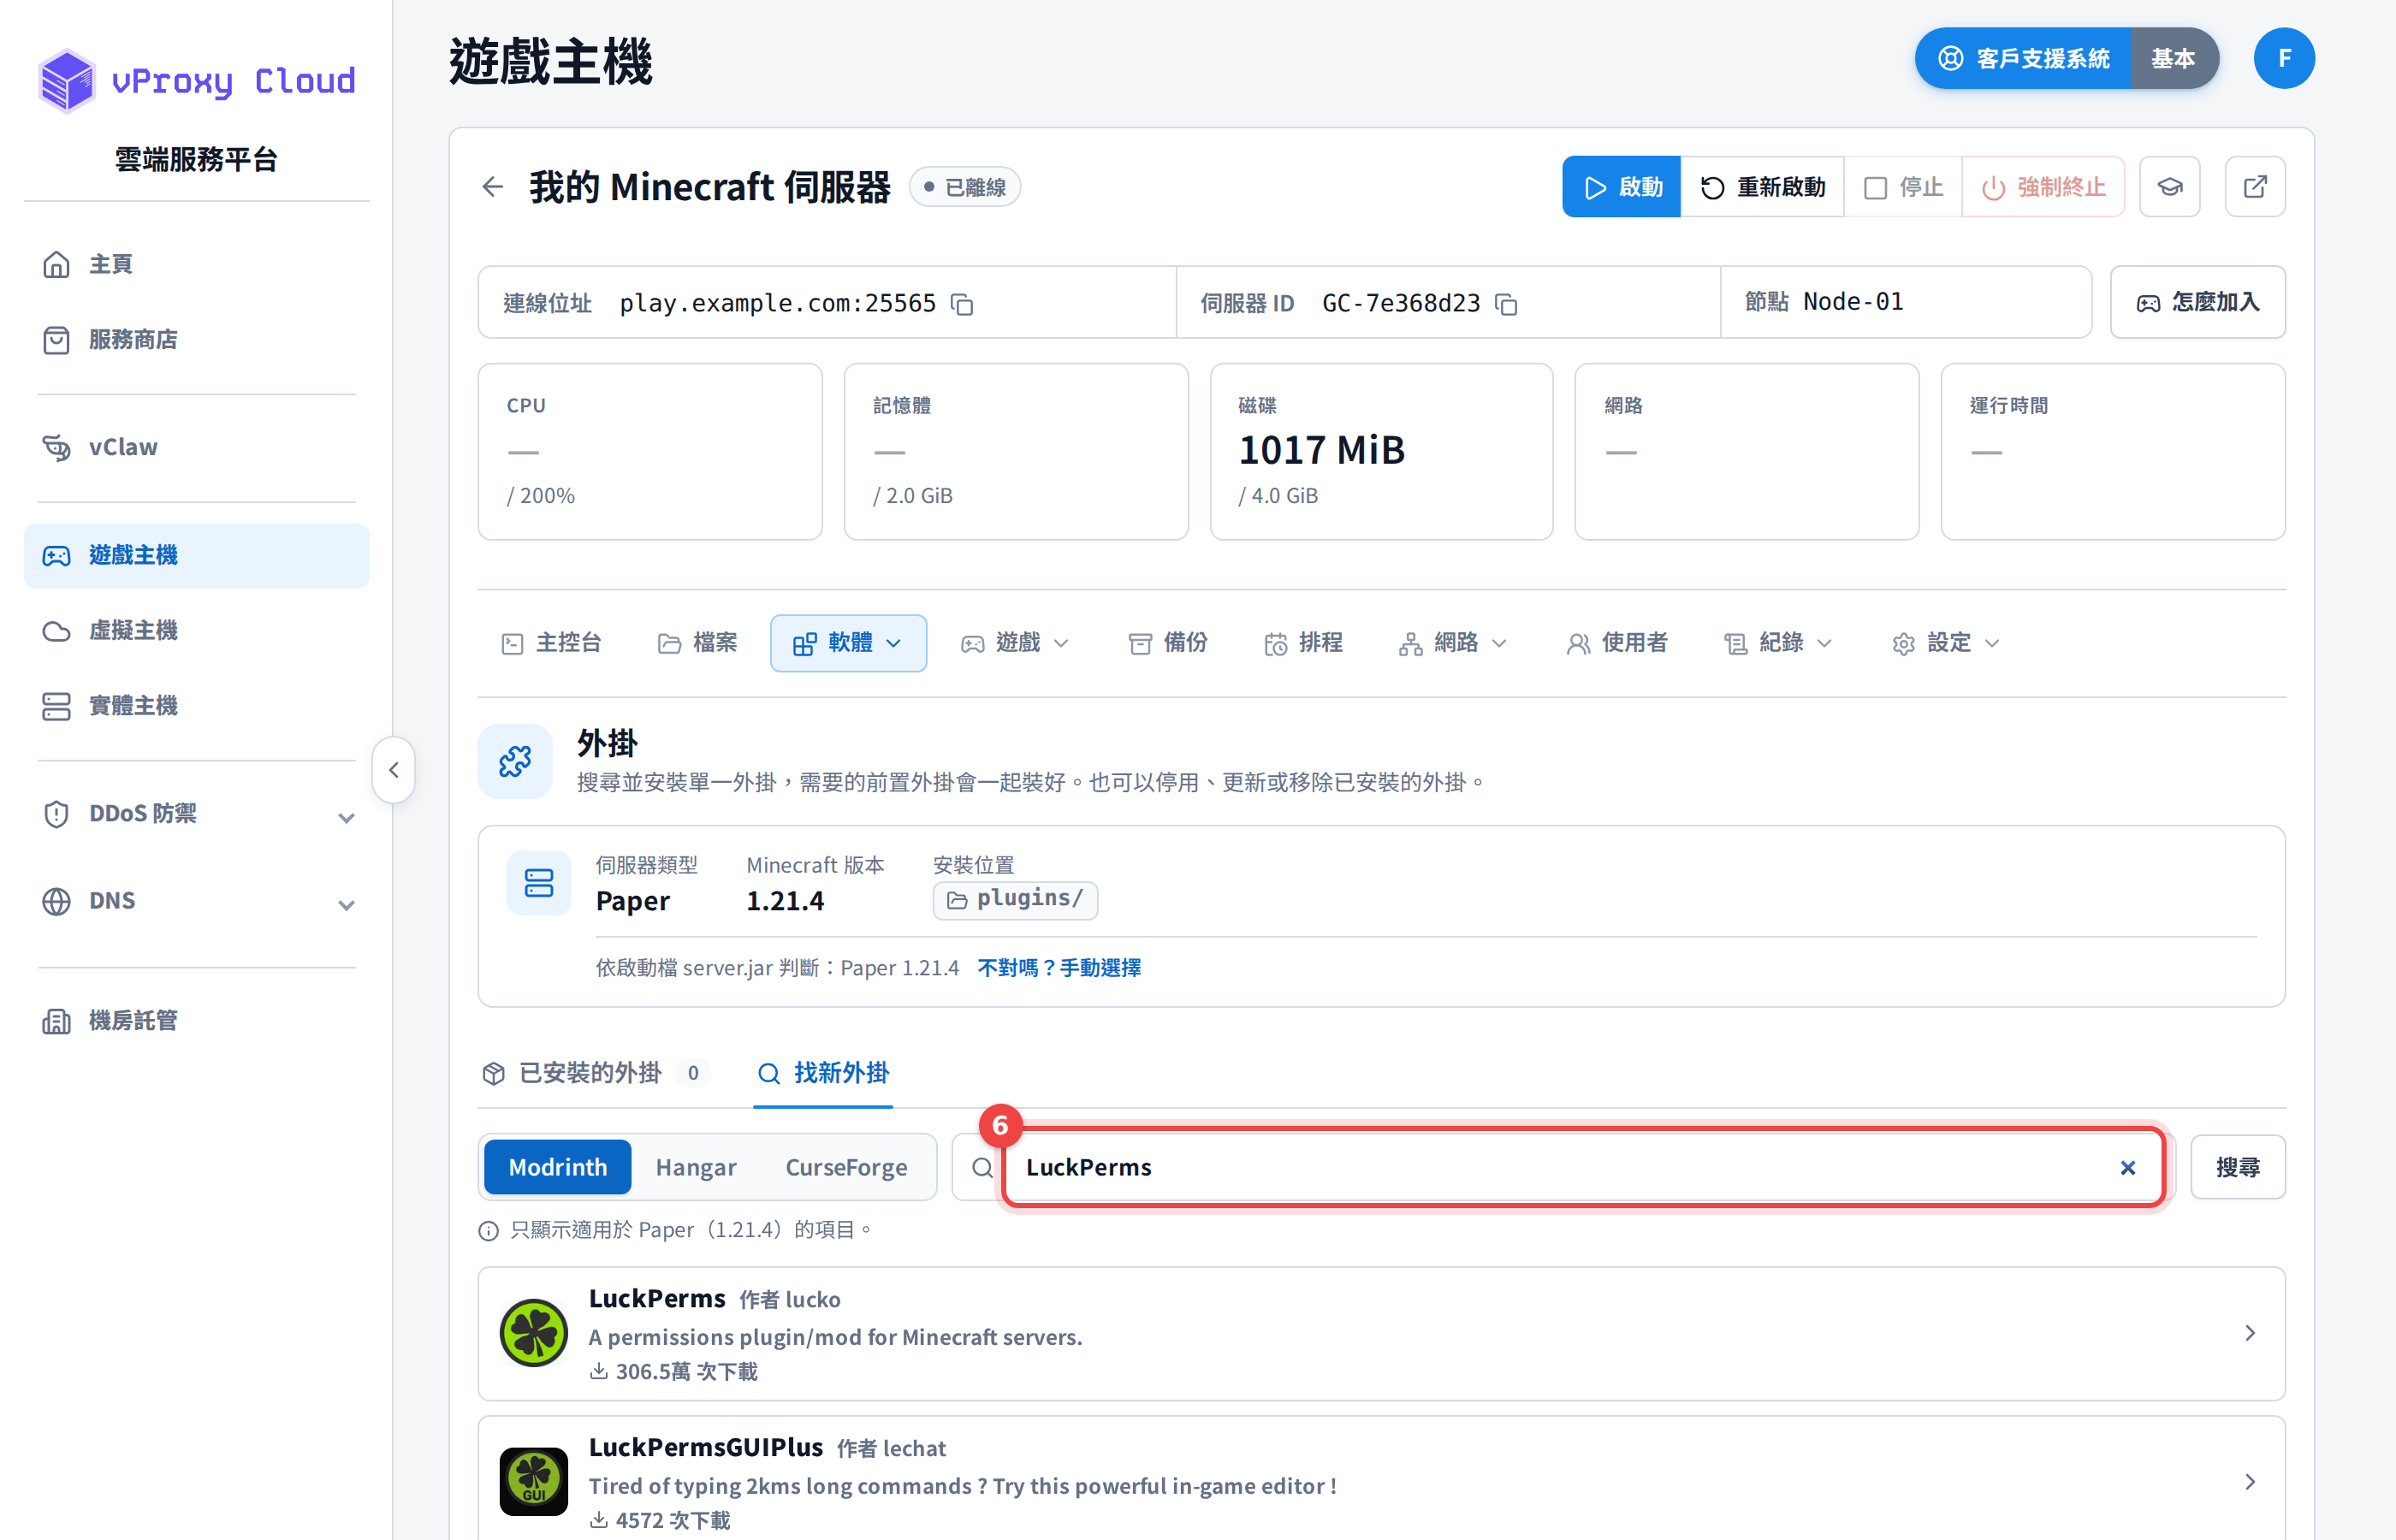 vProxy Cloud
雲端服務平台
主頁
服務商店
vClaw
遊戲主機
虛擬主機
實體主機
DDoS 防禦
DNS
機房託管
遊戲主機
客戶支援系統 基本
F
我的 Minecraft 伺服器 已離線
啟動 重新啟動 停止 強制終止
連線位址 play.example.com:25565 伺服器 ID GC-7e368d23 節點 Node-01 怎麼加入
CPU
—
/ 200%
記憶體
—
/ 2.0 GiB
磁碟
1017 MiB
/ 4.0 GiB
網路
—
運行時間
—
主控台 檔案 軟體 遊戲 備份 排程 網路 使用者 紀錄 設定
外掛
搜尋並安裝單一外掛，需要的前置外掛會一起裝好。也可以停用、更新或移除已安裝的外掛。
伺服器類型 Minecraft 版本 安裝位置
Paper 1.21.4 plugins/
依啟動檔 server.jar 判斷：Paper 1.21.4 不對嗎？手動選擇
已安裝的外掛 0 找新外掛
6
Modrinth Hangar CurseForge LuckPerms 搜尋
只顯示適用於 Paper（1.21.4）的項目。
LuckPerms 作者 lucko
A permissions plugin/mod for Minecraft servers.
306.5萬 次下載
LuckPermsGUIPlus 作者 lechat
GUI
Tired of typing 2kms long commands ? Try this powerful in-game editor !
4572 次下載